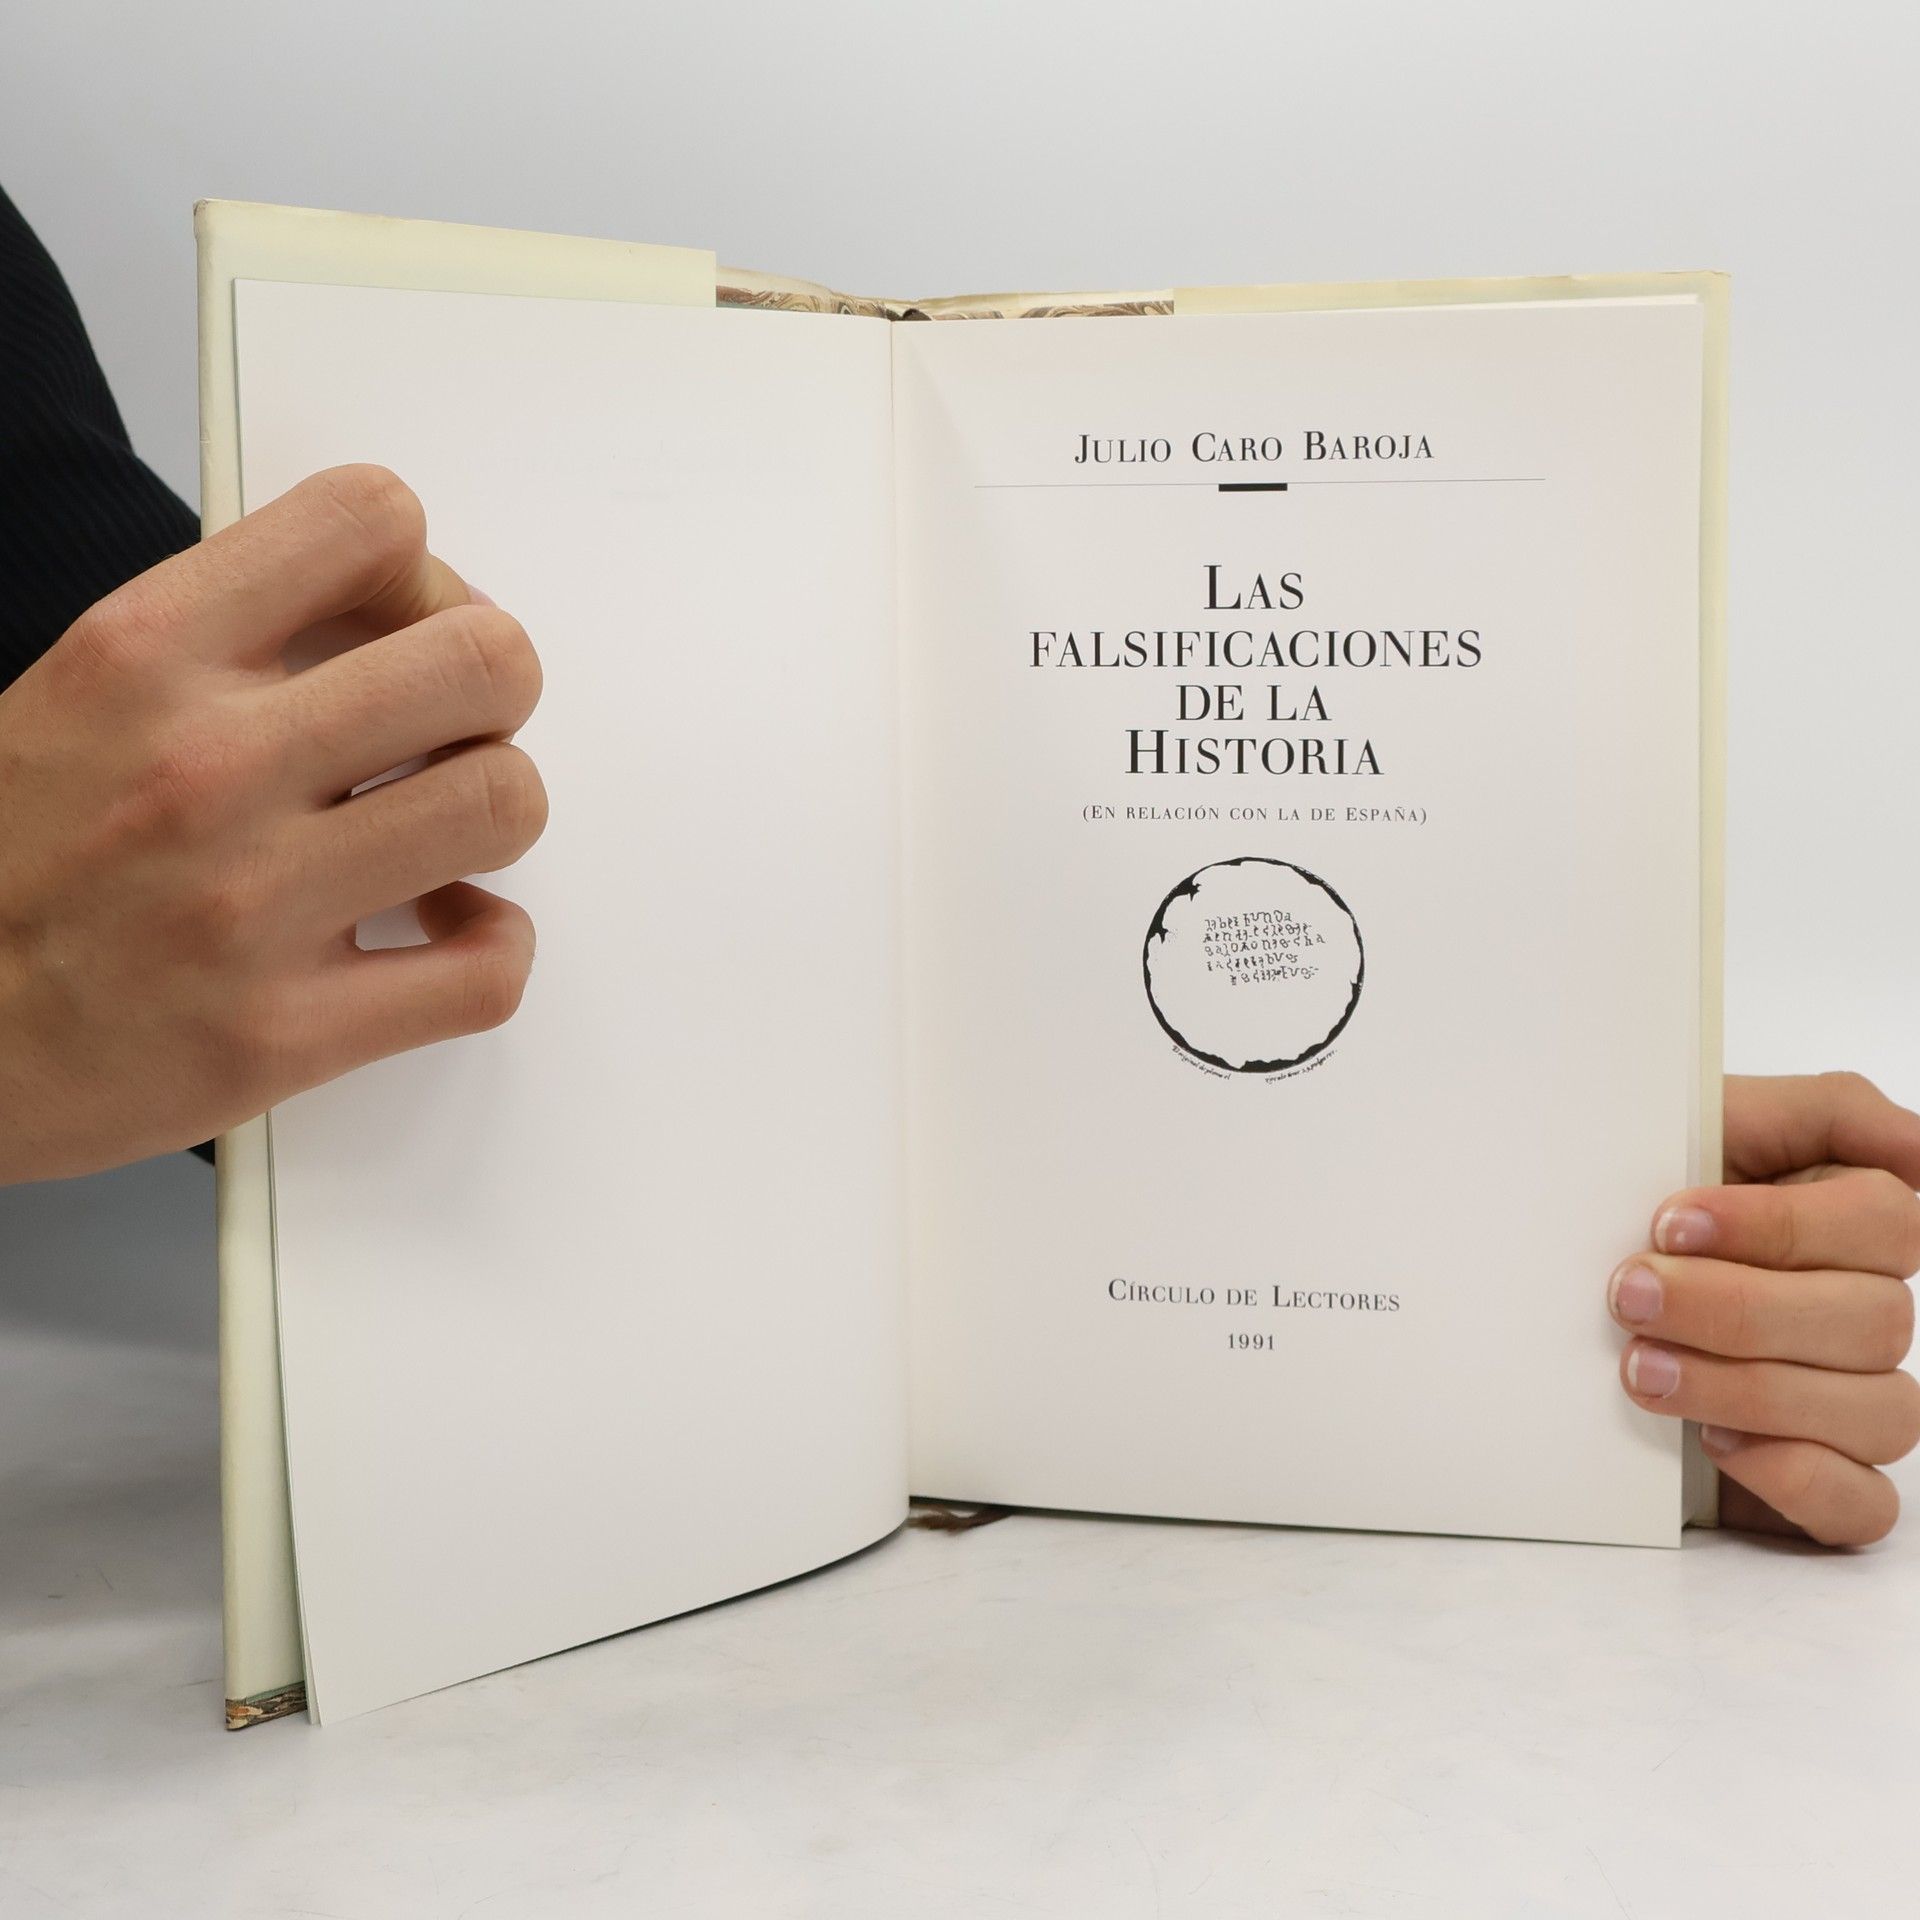 JULIO CARO BAROJA
LAS
FALSIFICACIONES
DE LA
HISTORIA
(EN RELACIÓN CON LA DE ESPAÑA)
CÍRCULO DE LECTORES
1991